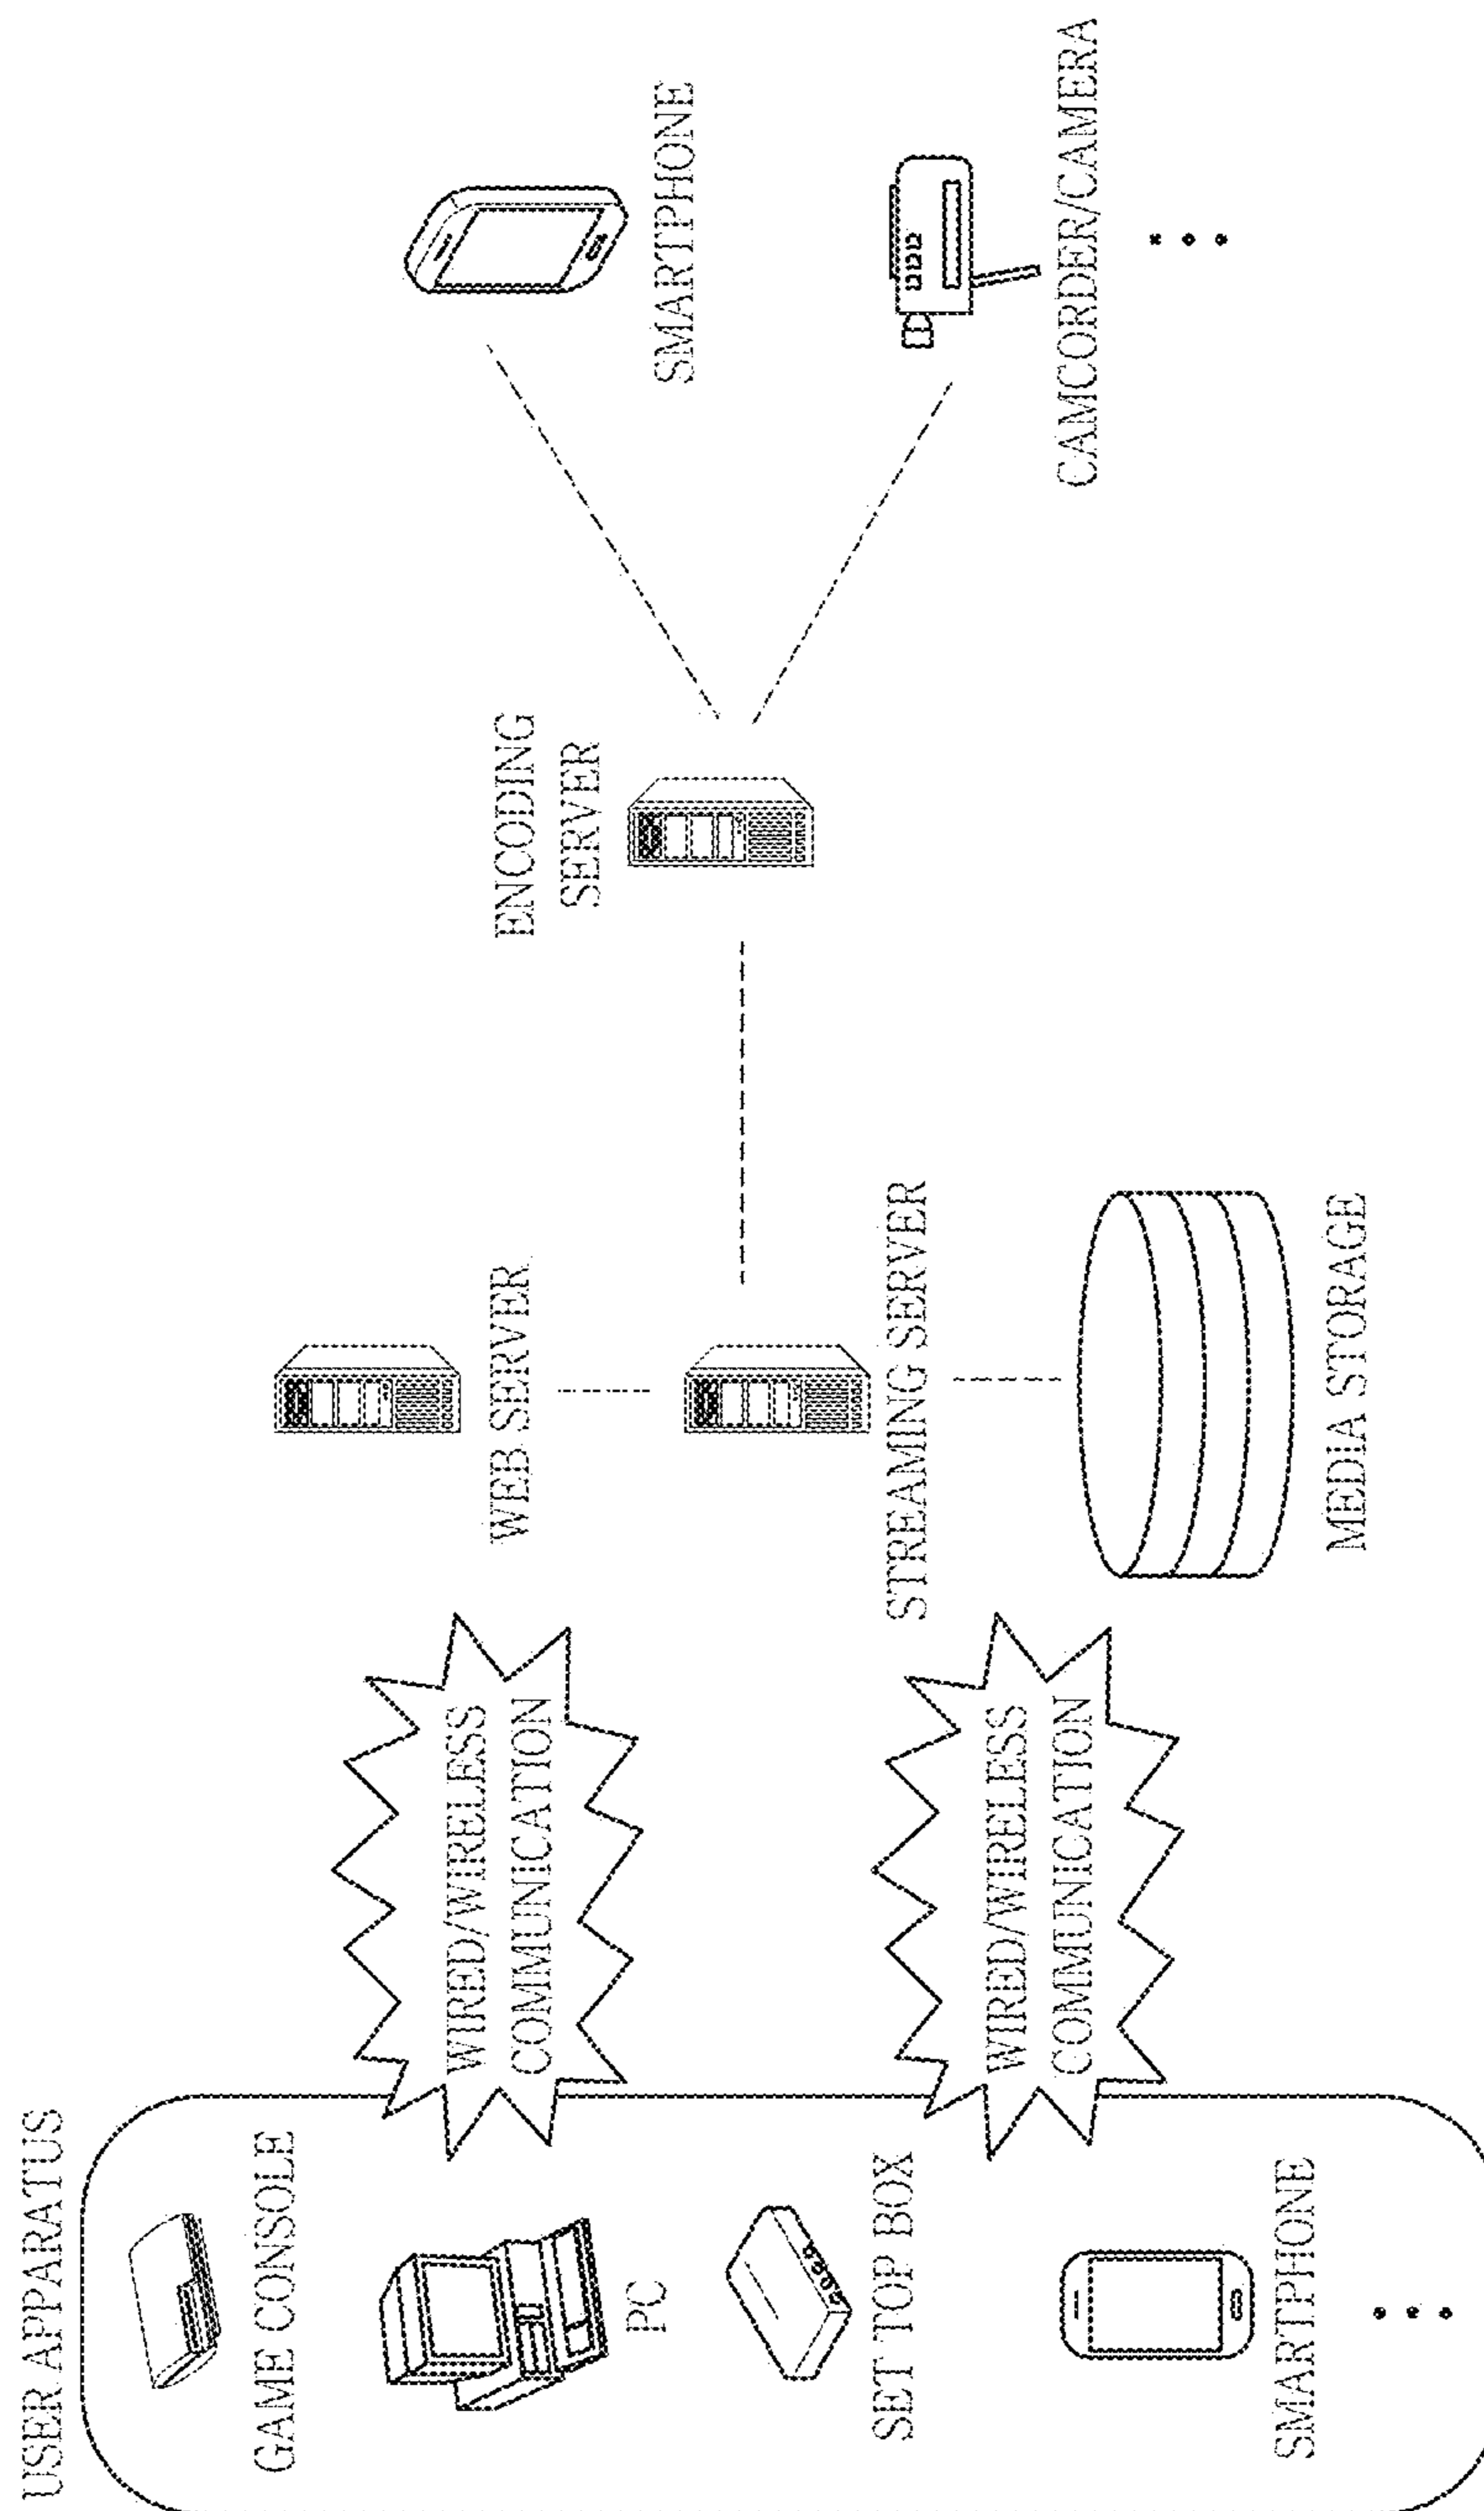 USER APPARATUS
GAME CONSOLE
PC
SET TOP BOX
SMARTPHONE
WIRED/WIRELESS
COMMUNICATION
WIRED/WIRELESS
COMMUNICATION
WEB SERVER
STREAMING SERVER
MEDIA STORAGE
ENCODING
SERVER
SMARTPHONE
CAMCORDER/CAMERA